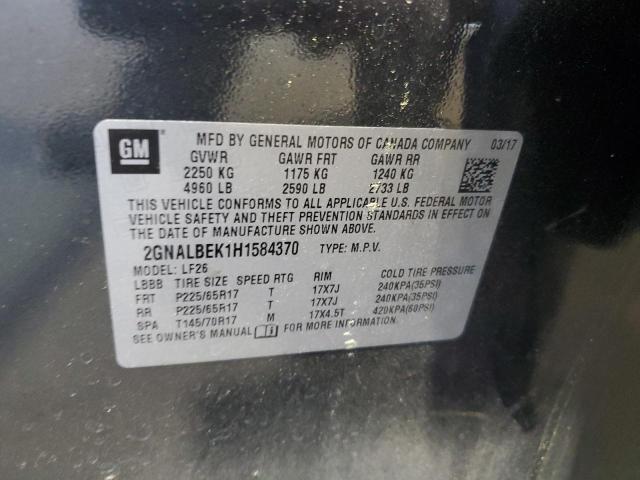 GM
MFD BY GENERAL MOTORS OF CANADA COMPANY 03/17
GVWR GAWR FRT GAWR RR
2250 KG 1175 KG 1240 KG
4960 LB 2590 LB 2733 LB
THIS VEHICLE CONFORMS TO ALL APPLICABLE U.S. FEDERAL MOTOR
VEHICLE SAFETY AND THEFT PREVENTION STANDARDS IN EFFECT ON
THE DATE OF MANUFACTURE SHOWN ABOVE.
2GNALBEK1H1584370 TYPE: M.P.V.
MODEL: LF26
LBBB TIRE SIZE SPEED RTG RIM COLD TIRE PRESSURE
FRT P225/65R17 T 17X7J 240KPA(35PSI)
RR P225/65R17 T 17X7J 240KPA(35PSI)
SPA T145/70R17 M 17X4.5T 420KPA(60PSI)
SEE OWNER'S MANUAL FOR MORE INFORMATION